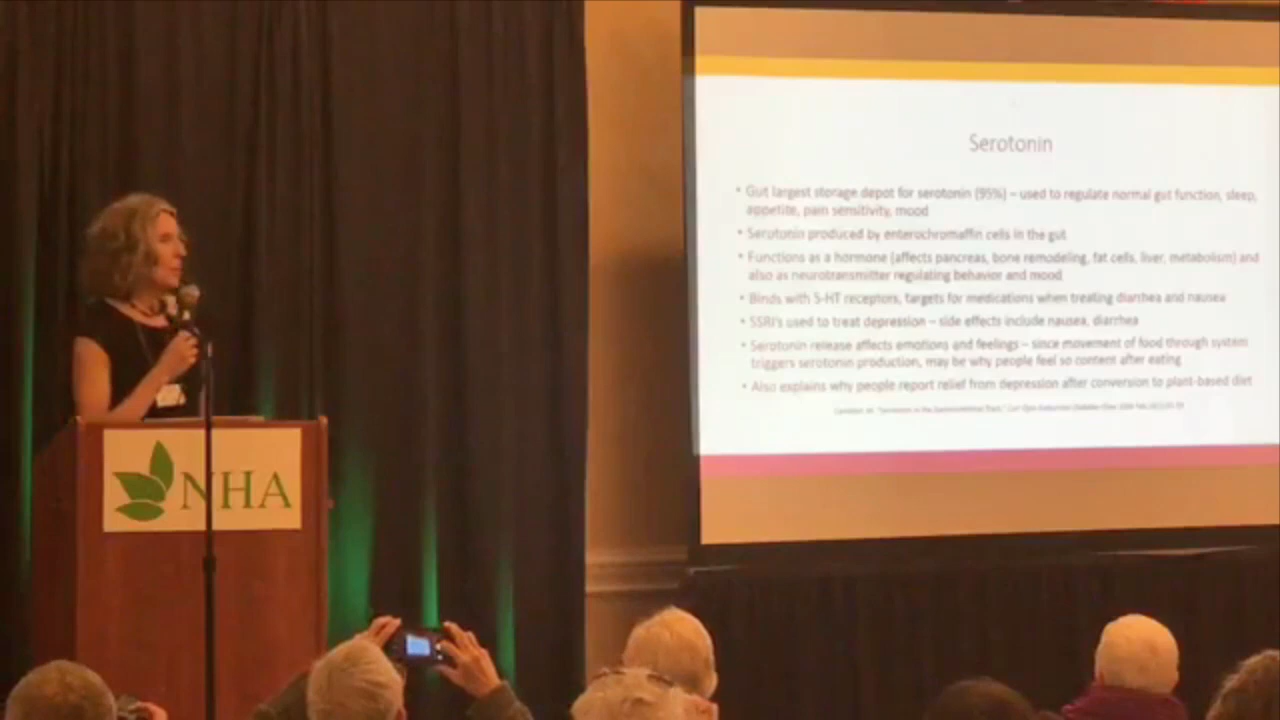 NHA
Serotonin
• Gut largest storage depot for serotonin (95%) – used to regulate normal gut function, sleep,
appetite, pain sensitivity, mood
• Serotonin produced by enterochromaffin cells in the gut
• Functions as a hormone (affects pancreas, bone remodeling, fat cells, liver, metabolism) and
also as neurotransmitter regulating behavior and mood
• Binds with 5-HT receptors, targets for medications when treating diarrhea and nausea
• SSRI's used to treat depression – side effects include nausea, diarrhea
• Serotonin release affects emotions and feelings – since movement of food through system
triggers serotonin production, may be why people feel so content after eating
• Also explains why people report relief from depression after conversion to plant-based diet